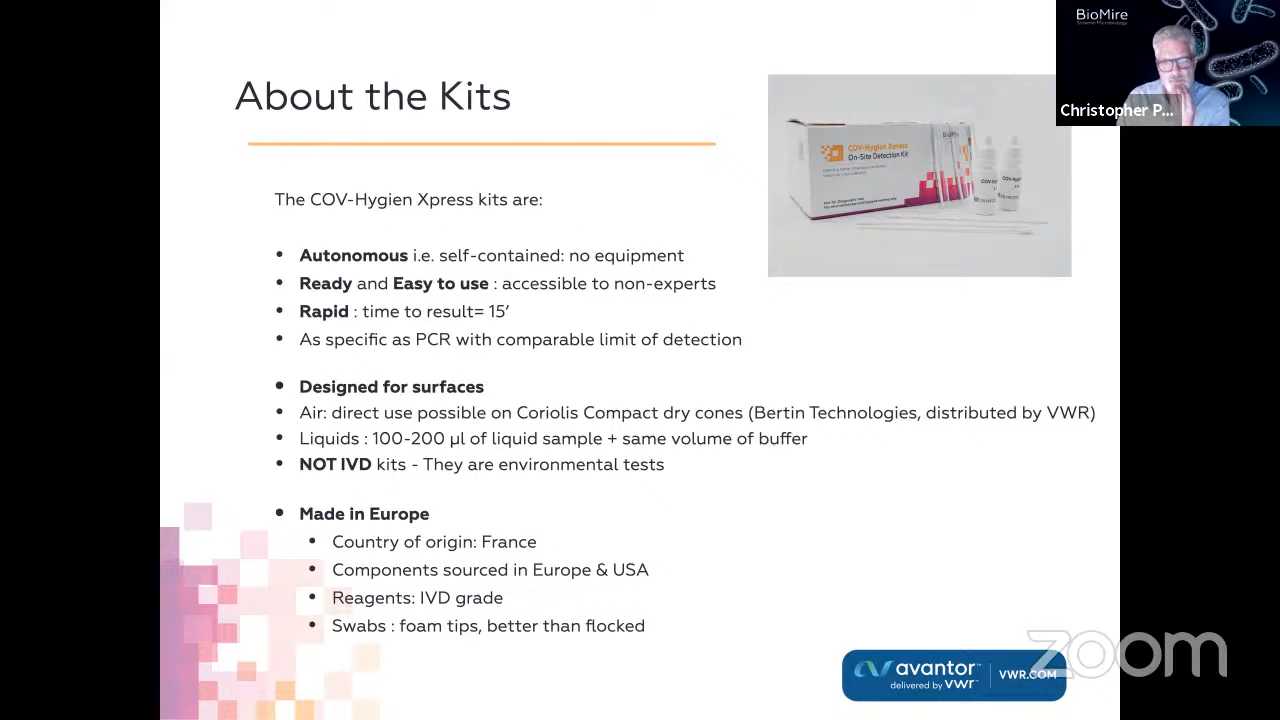 BioMire
About the Kits
Christopher P...
BioMire
COV-Hygien Xpress
On-Site Detection Kit
The COV-Hygien Xpress kits are:
• Autonomous i.e. self-contained: no equipment
• Ready and Easy to use : accessible to non-experts
• Rapid : time to result= 15’
• As specific as PCR with comparable limit of detection
• Designed for surfaces
• Air: direct use possible on Coriolis Compact dry cones (Bertin Technologies, distributed by VWR)
• Liquids : 100-200 µl of liquid sample + same volume of buffer
• NOT IVD kits - They are environmental tests
• Made in Europe
• Country of origin: France
• Components sourced in Europe & USA
• Reagents: IVD grade
• Swabs : foam tips, better than flocked
zoom
avantor™
delivered by vwr™
VWR.COM